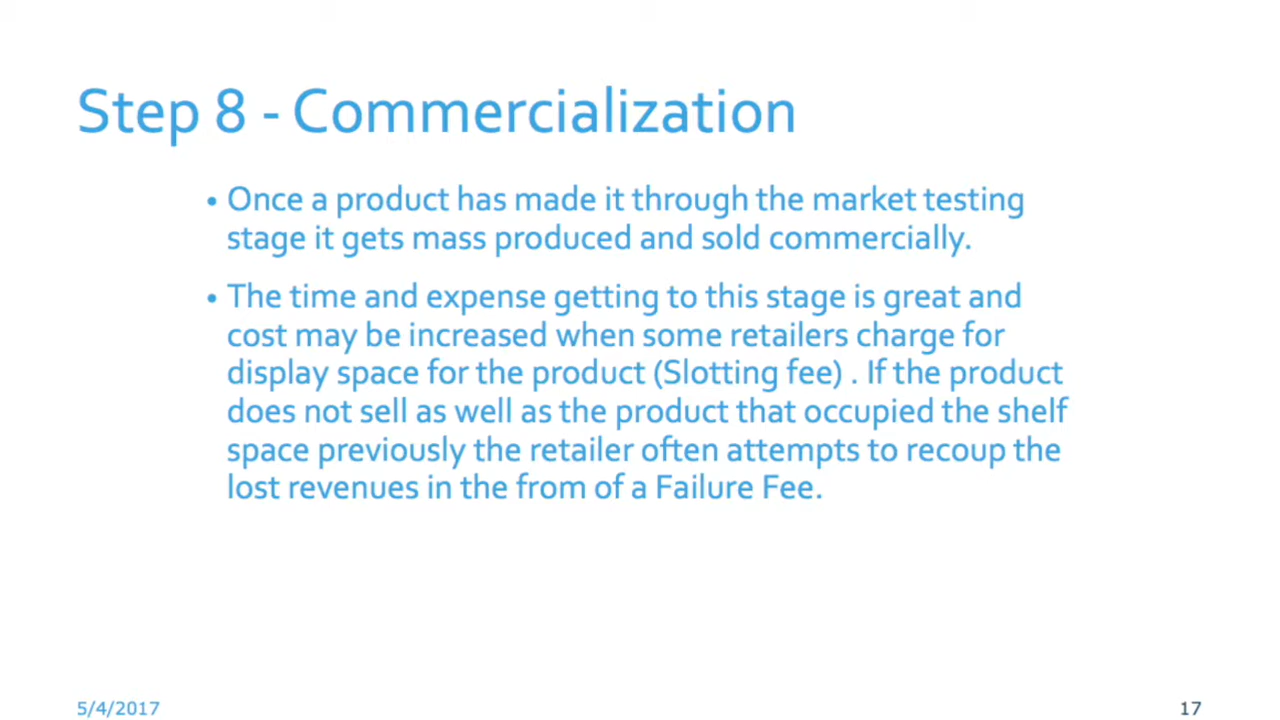 Step 8 - Commercialization
• Once a product has made it through the market testing
stage it gets mass produced and sold commercially.
• The time and expense getting to this stage is great and
cost may be increased when some retailers charge for
display space for the product (Slotting fee) . If the product
does not sell as well as the product that occupied the shelf
space previously the retailer often attempts to recoup the
lost revenues in the from of a Failure Fee.
5/4/2017
17